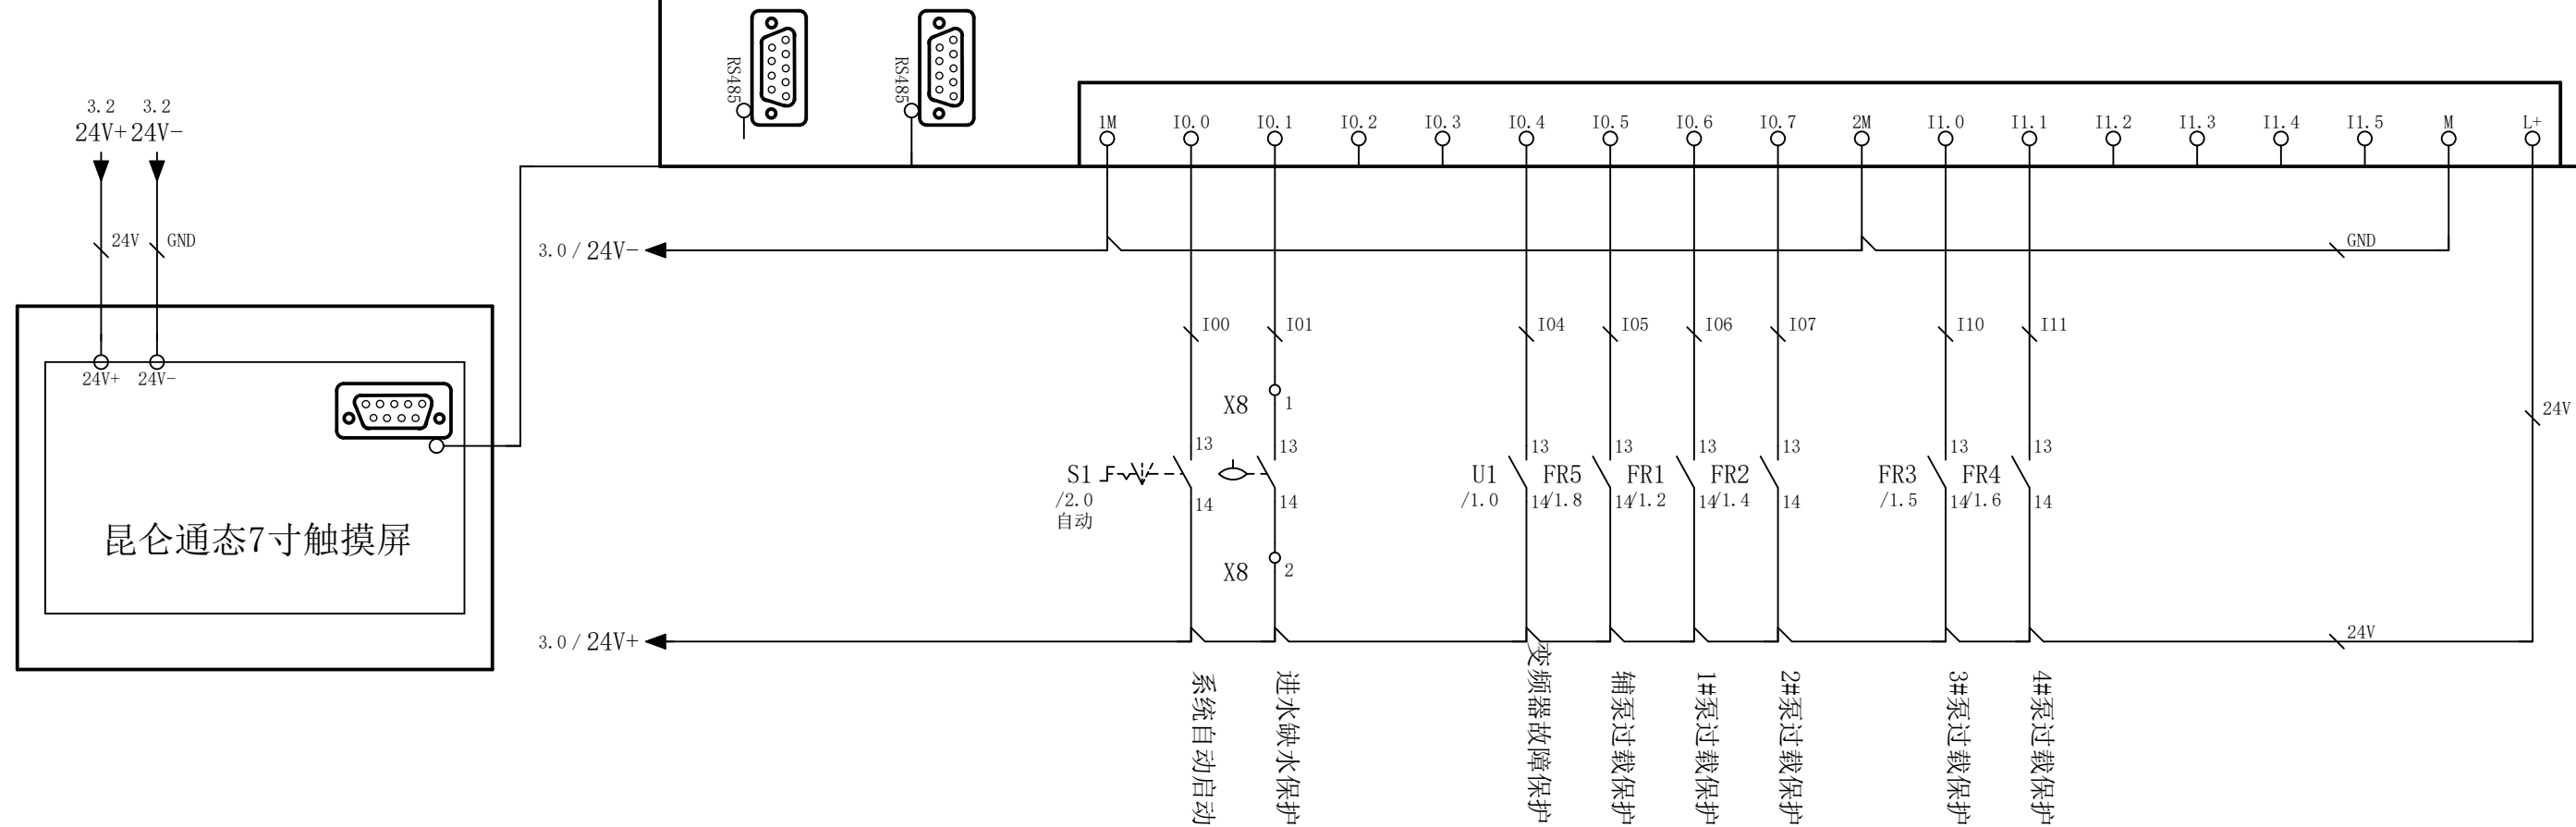 RS485
RS485
3.2
3.2
24V+
24V-
1M
I0.0
I0.1
I0.2
I0.3
I0.4
I0.5
I0.6
I0.7
2M
I1.0
I1.1
I1.2
I1.3
I1.4
I1.5
M
L+
24V
GND
3.0 / 24V-
GND
I00
I01
I04
I05
I06
I07
I10
I11
24V+
24V-
X8
1
24V
S1
/2.0
自动
13
14
13
14
U1
/1.0
13
14
FR5
/1.8
13
14
FR1
/1.2
13
14
FR2
/1.4
13
14
FR3
/1.5
13
14
FR4
/1.6
13
14
昆仑通态7寸触摸屏
X8
2
3.0 / 24V+
24V
系统自动启动
进水缺水保护
变频器故障保护
辅泵过载保护
1#泵过载保护
2#泵过载保护
3#泵过载保护
4#泵过载保护